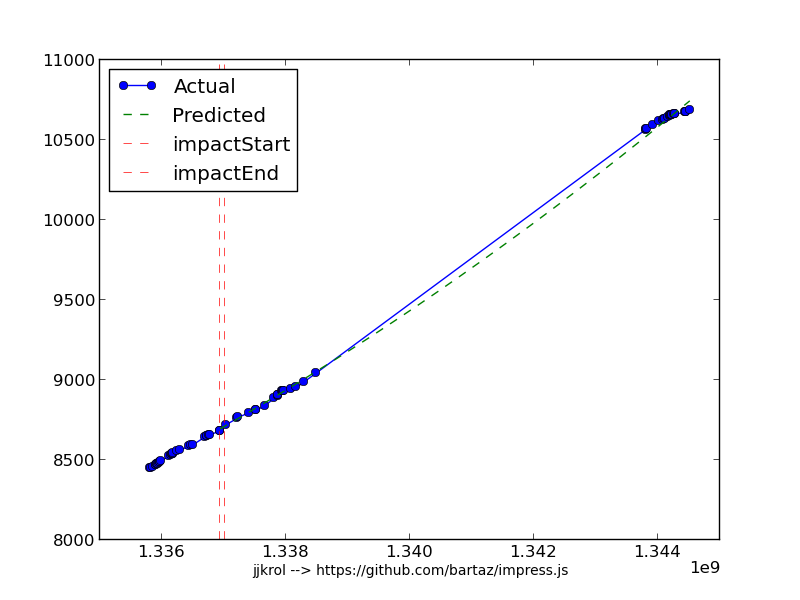 11000
10500
10000
9500
9000
8500
8000
Actual
Predicted
impactStart
impactEnd
1.336 1.338 1.340 1.342 1.344
1e9
jjkrol --> https://github.com/bartaz/impress.js